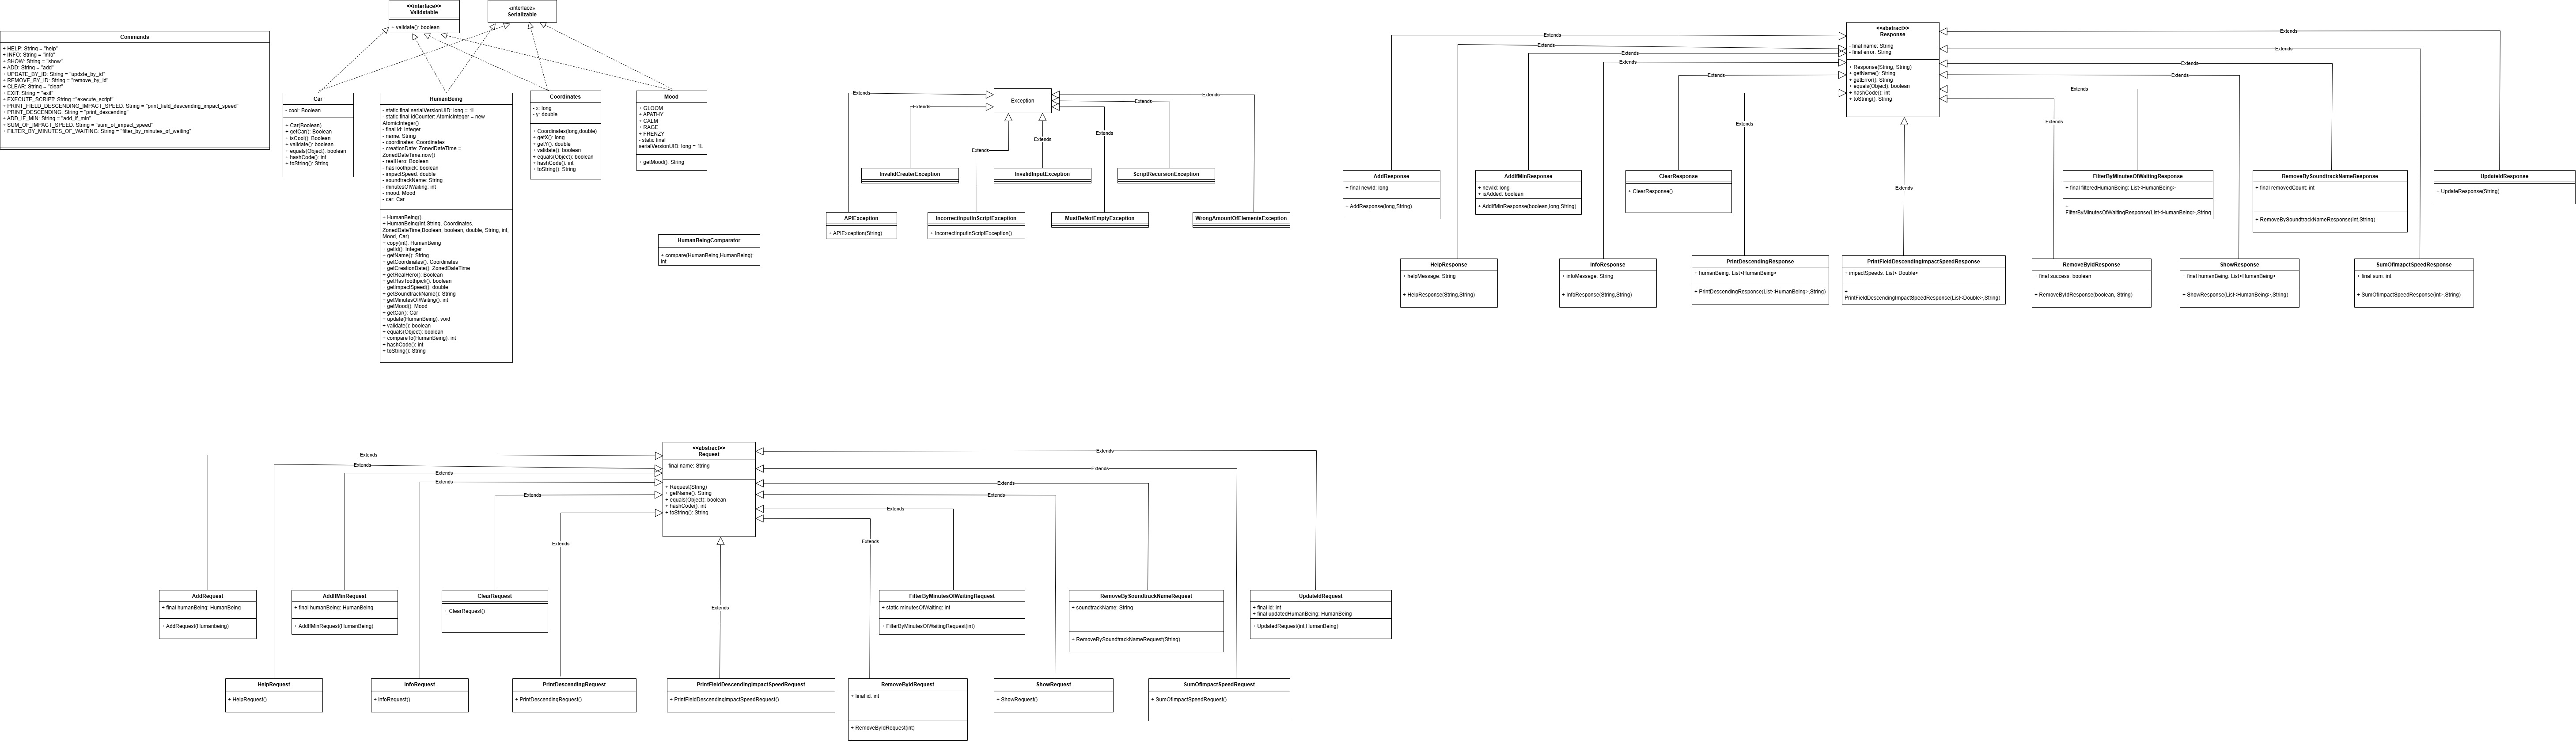 <<interface>>
Validatable
+ validate(): boolean
«interface»
Serializable
Commands
+ HELP: String = "help"
+ INFO: String = "info"
+ SHOW: String = "show"
+ ADD: String = "add"
+ UPDATE_BY_ID: String = "updste_by_id"
+ REMOVE_BY_ID: String = "remove_by_id"
+ CLEAR: String = "clear"
+ EXIT: String = "exit"
+ EXECUTE_SCRIPT: String ="execute_script"
+ PRINT_FIELD_DESCENDING_IMPACT_SPEED: String = "print_field_descending_impact_speed"
+ PRINT_DESCENDING: String = "print_descending"
+ ADD_IF_MIN: String = "add_if_min"
+ SUM_OF_IMPACT_SPEED: String = "sum_of_impact_speed"
+ FILTER_BY_MINUTES_OF_WAITING: String = "filter_by_minutes_of_waiting"
Car
- cool: Boolean
+ Car(Boolean)
+ getCar(): Boolean
+ isCool(): Boolean
+ validate(): boolean
+ equals(Object): boolean
+ hashCode(): int
+ toString(): String
HumanBeing
- static final serialVersionUID: long = 1L
- static final idCounter: AtomicInteger = new
AtomicInteger()
- final id: Integer
- name: String
- coordinates: Coordinates
- creationDate: ZonedDateTime =
ZonedDateTime.now()
- realHero: Boolean
- hasToothpick: boolean
- impactSpeed: double
- soundtrackName: String
- minutesOfWaiting: int
- mood: Mood
- car: Car
+ HumanBeing()
+ HumanBeing(int,String, Coordinates,
ZonedDateTime,Boolean, boolean, double, String, int,
Mood, Car)
+ copy(int): HumanBeing
+ getId(): Integer
+ getName(): String
+ getCoordinates(): Coordinates
+ getCreationDate(): ZonedDateTime
+ getRealHero(): Boolean
+ getHasToothpick(): boolean
+ getImpactSpeed(): double
+ getSoundtrackName(): String
+ getMinutesOfWaiting(): int
+ getMood(): Mood
+ getCar(): Car
+ update(HumanBeing): void
+ validate(): boolean
+ equals(Object): boolean
+ compareTo(HumanBeing): int
+ hashCode(): int
+ toString(): String
Coordinates
- x: long
- y: double
+ Coordinates(long,double)
+ getX(): long
+ getY(): double
+ validate(): boolean
+ equals(Object): boolean
+ hashCode(): int
+ toString(): String
Mood
+ GLOOM
+ APATHY
+ CALM
+ RAGE
+ FRENZY
- static final
serialVersionUID: long = 1L
+ getMood(): String
HumanBeingComparator
+ compare(HumanBeing,HumanBeing):
int
Exception
Extends
Extends
Extends
Extends
Extends
Extends
Extends
InvalidCreaterException
InvalidInputException
ScriptRecursionException
APIException
+ APIException(String)
IncorrectInputInScriptException
+ IncorrectInputInScriptException()
MustBeNotEmptyException
WrongAmountOfElementsException
<<abstract>>
Response
- final name: String
- final error: String
+ Response(String, String)
+ getName(): String
+ getError(): String
+ equals(Object): boolean
+ hashCode(): int
+ toString(): String
Extends
Extends
Extends
Extends
Extends
Extends
Extends
Extends
Extends
Extends
Extends
Extends
Extends
AddResponse
+ final newId: long
+ AddResponse(long,String)
AddIfMinResponse
+ newId: long
+ isAdded: boolean
+ AddIfMinResponse(boolean,long,String)
ClearResponse
+ ClearResponse()
FilterByMinutesOfWaitingResponse
+ final filteredHumanBeing: List<HumanBeing>
+
FilterByMinutesOfWaitingResponse(List<HumanBeing>,String
RemoveBySoundtrackNameResponse
+ final removedCount: int
+ RemoveBySoundtrackNameResponse(int,String)
UpdateIdResponse
+ UpdateResponse(String)
HelpResponse
+ helpMessage: String
+ HelpResponse(String,String)
InfoResponse
+ infoMessage: String
+ InfoResponse(String,String)
PrintDescendingResponse
+ humanBeing: List<HumanBeing>
+ PrintDescendingResponse(List<HumanBeing>,String)
PrintFieldDescendingImpactSpeedResponse
+ impactSpeeds: List< Double>
+
PrintFieldDescendingImpactSpeedResponse(List<Double>,String)
RemoveByIdResponse
+ final success: boolean
+ RemoveByIdResponse(boolean, String)
ShowResponse
+ final humanBeing: List<HumanBeing>
+ ShowResponse(List<HumanBeing>,String)
SumOfImapctSpeedResponse
+ final sum: int
+ SumOfImpactSpeedResponse(int>,String)
<<abstract>>
Request
- final name: String
+ Request(String)
+ getName(): String
+ equals(Object): boolean
+ hashCode(): int
+ toString(): String
Extends
Extends
Extends
Extends
Extends
Extends
Extends
Extends
Extends
Extends
Extends
Extends
Extends
AddRequest
+ final humanBeing: HumanBeing
+ AddRequest(Humanbeing)
AddIfMinRequest
+ final humanBeing: HumanBeing
+ AddIfMinRequest(HumanBeing)
ClearRequest
+ ClearRequest()
FilterByMinutesOfWaitingRequest
+ static minutesOfWaiting: int
+ FilterByMinutesOfWaitingRequest(int)
RemoveBySoundtrackNameRequest
+ soundtrackName: String
+ RemoveBySoundtrackNameRequest(String)
UpdateIdRequest
+ final id: int
+ final updatedHumanBeing: HumanBeing
+ UpdatedRequest(int,HumanBeing)
HelpRequest
+ HelpRequest()
InfoRequest
+ infoRequest()
PrintDescendingRequest
+ PrintDescendingRequest()
PrintFieldDescendingImpactSpeedRequest
+ PrintFieldDescendingImpactSpeedRequest()
RemoveByIdRequest
+ final id: int
+ RemoveByIdRequest(int)
ShowRequest
+ ShowRequest()
SumOfImpactSpeedRequest
+ SumOfImpactSpeedRequest()